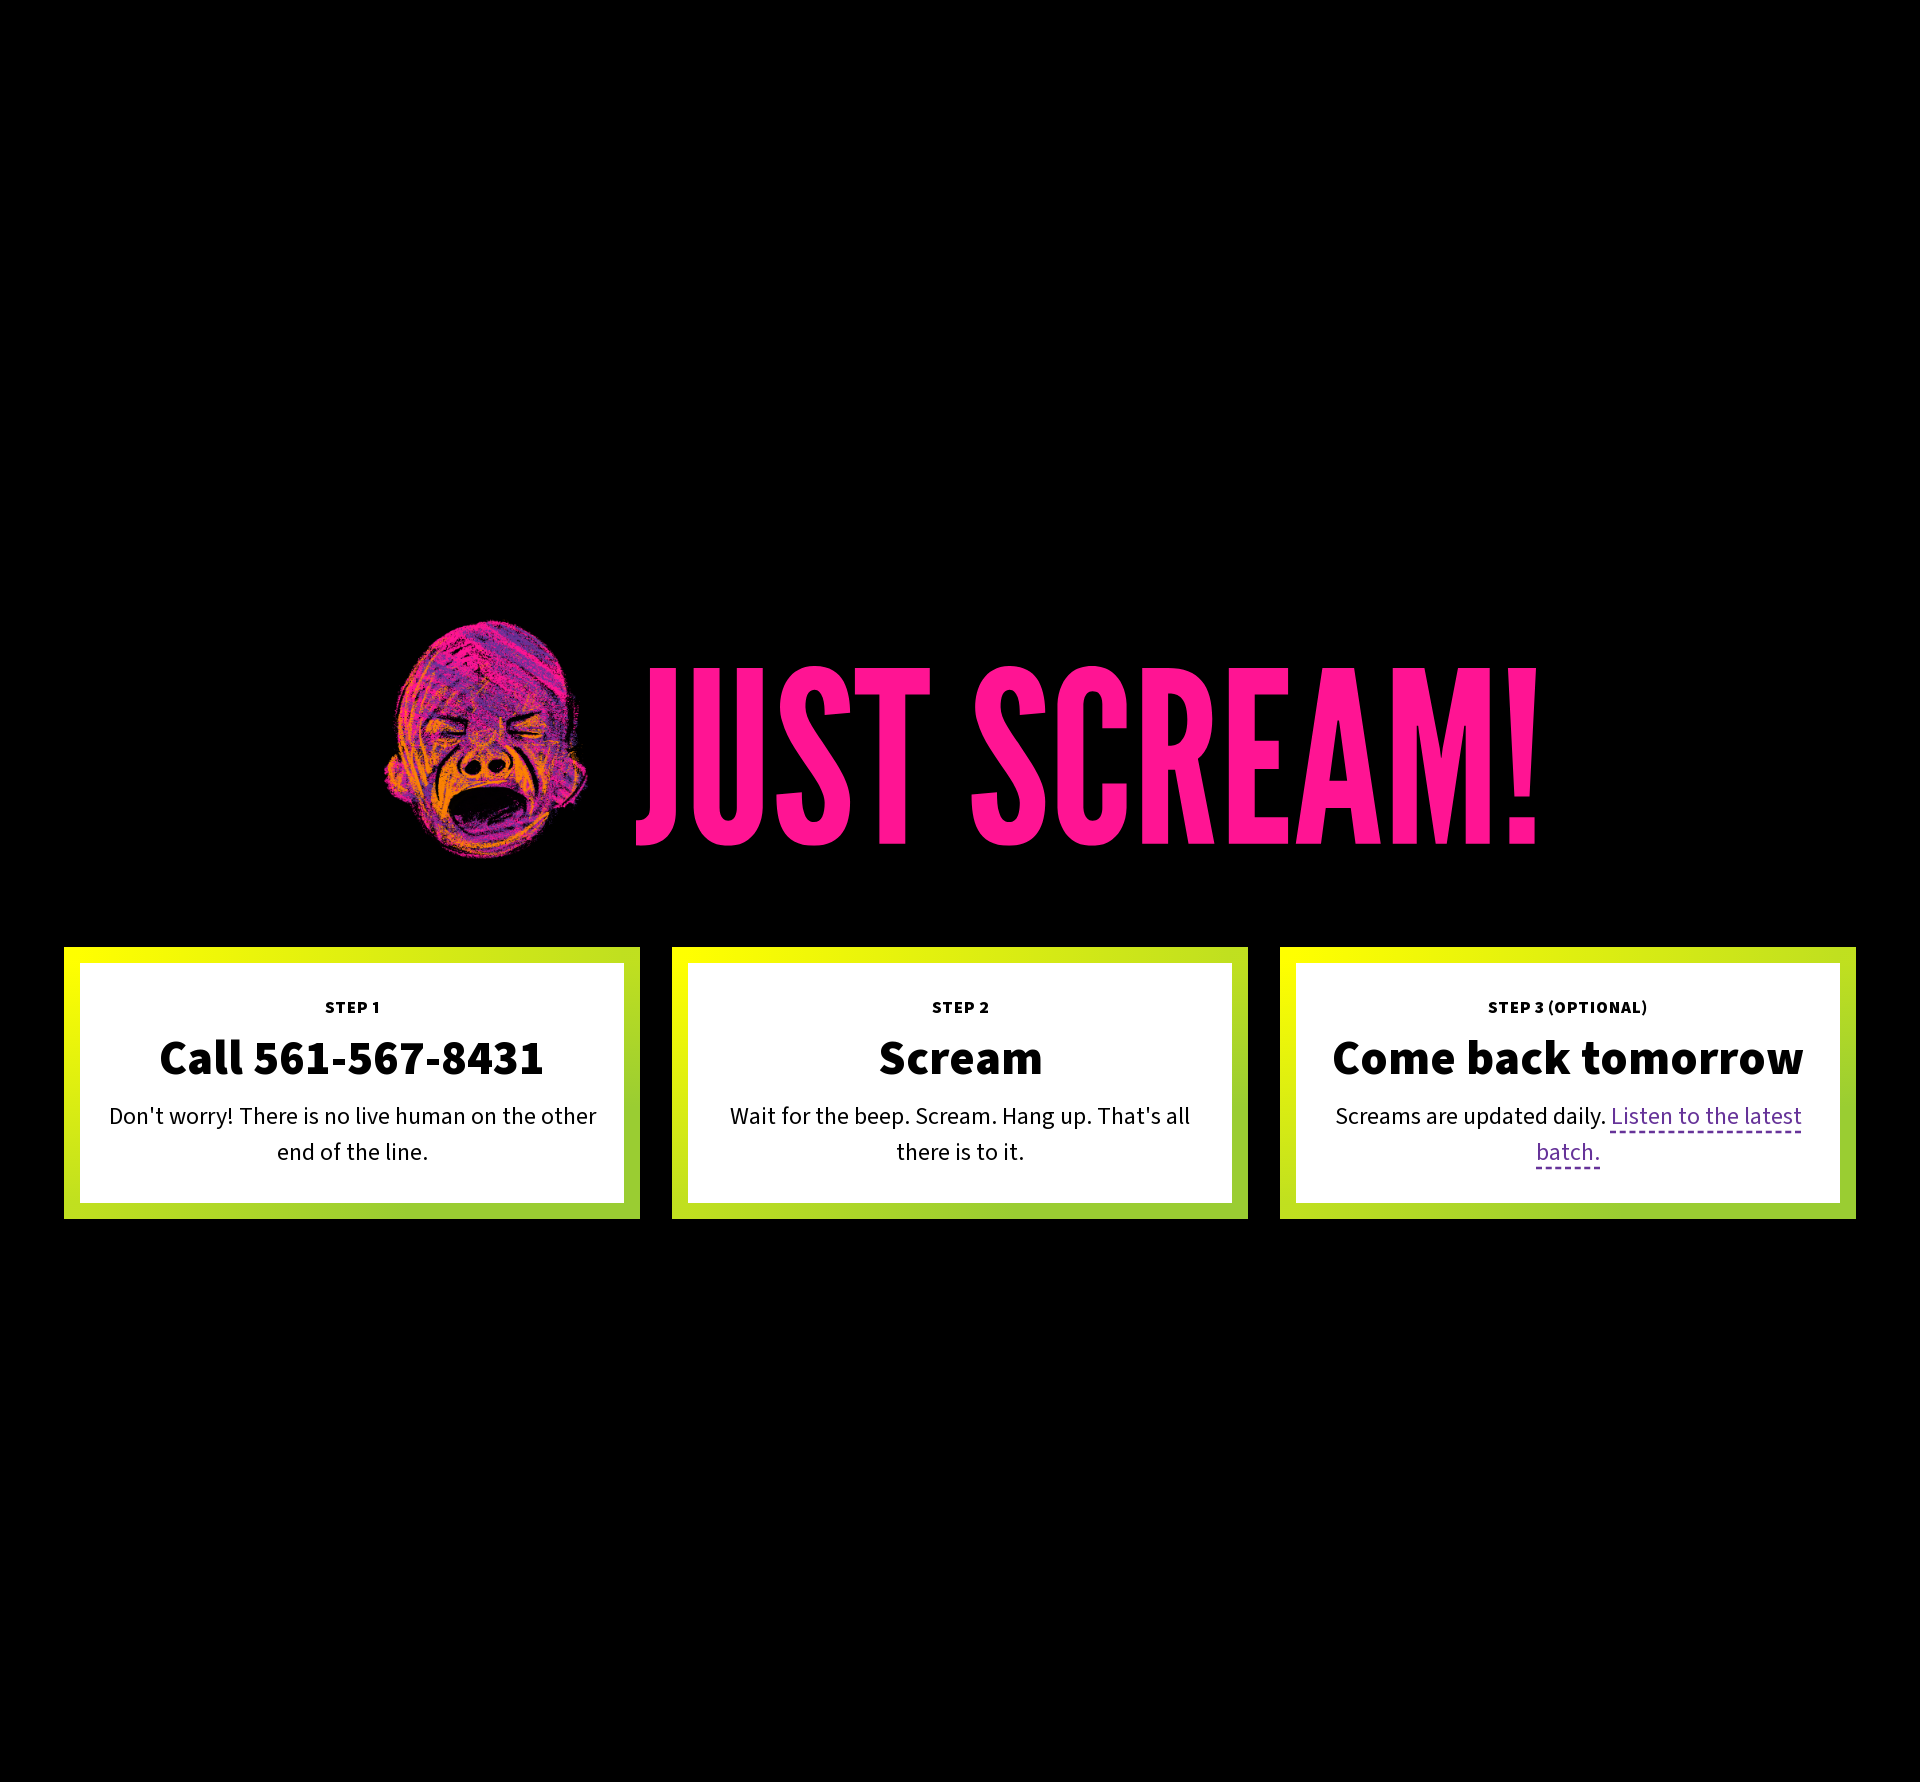 JUST SCREAM!
STEP 1
Call 561-567-8431
Don't worry! There is no live human on the other
end of the line.
STEP 2
Scream
Wait for the beep. Scream. Hang up. That's all
there is to it.
STEP 3 (OPTIONAL)
Come back tomorrow
Screams are updated daily. Listen to the latest
batch.